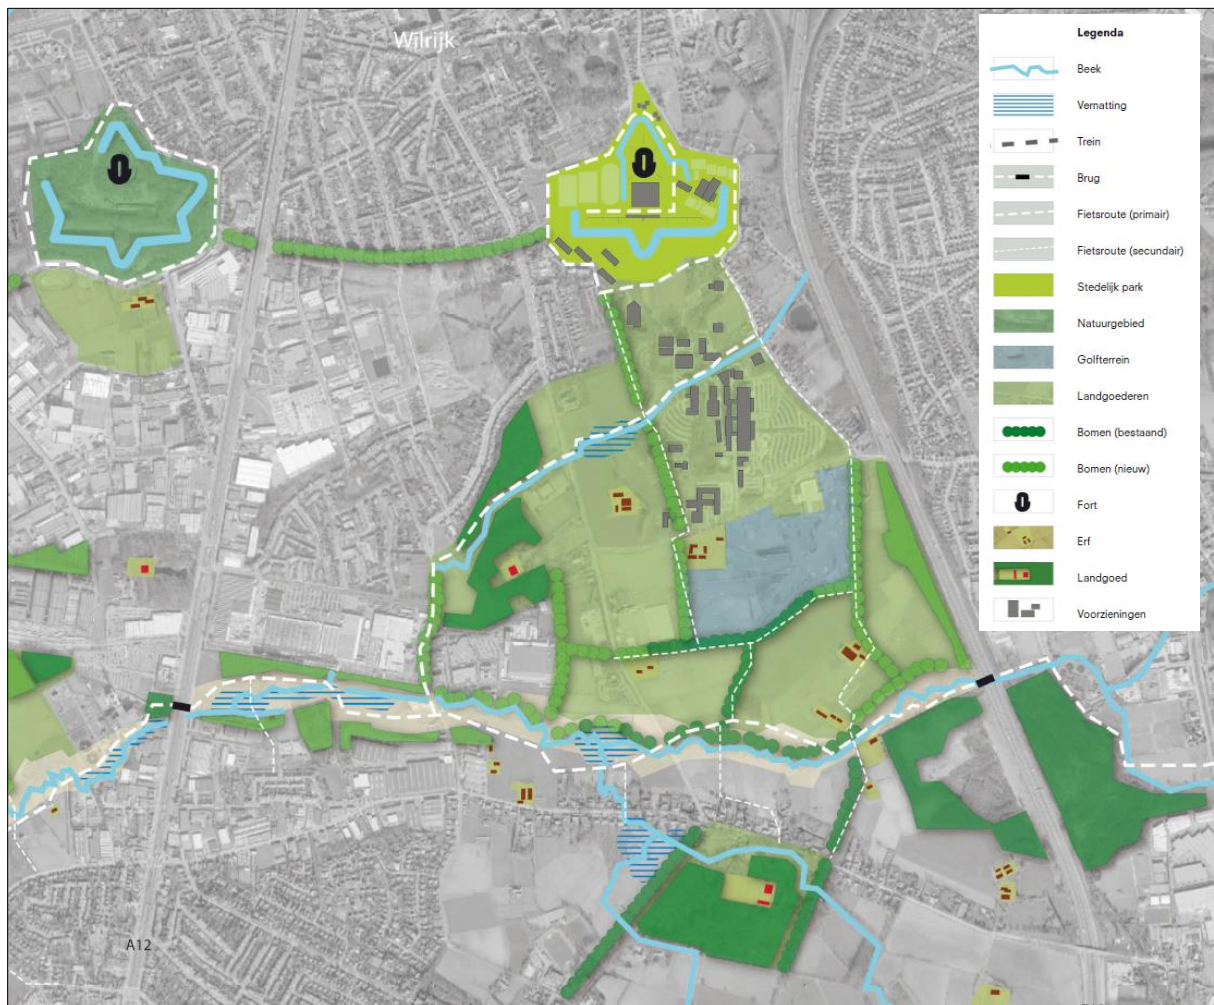 Wilrijk
Legenda
Beek
Vernatting
Trein
Brug
Fietsroute (primair)
Fietsroute (secundair)
Stedelijk park
Natuurgebied
Golfterrein
Landgoederen
Bomen (bestaand)
Bomen (nieuw)
Fort
Erf
Landgoed
Voorzieningen
A12